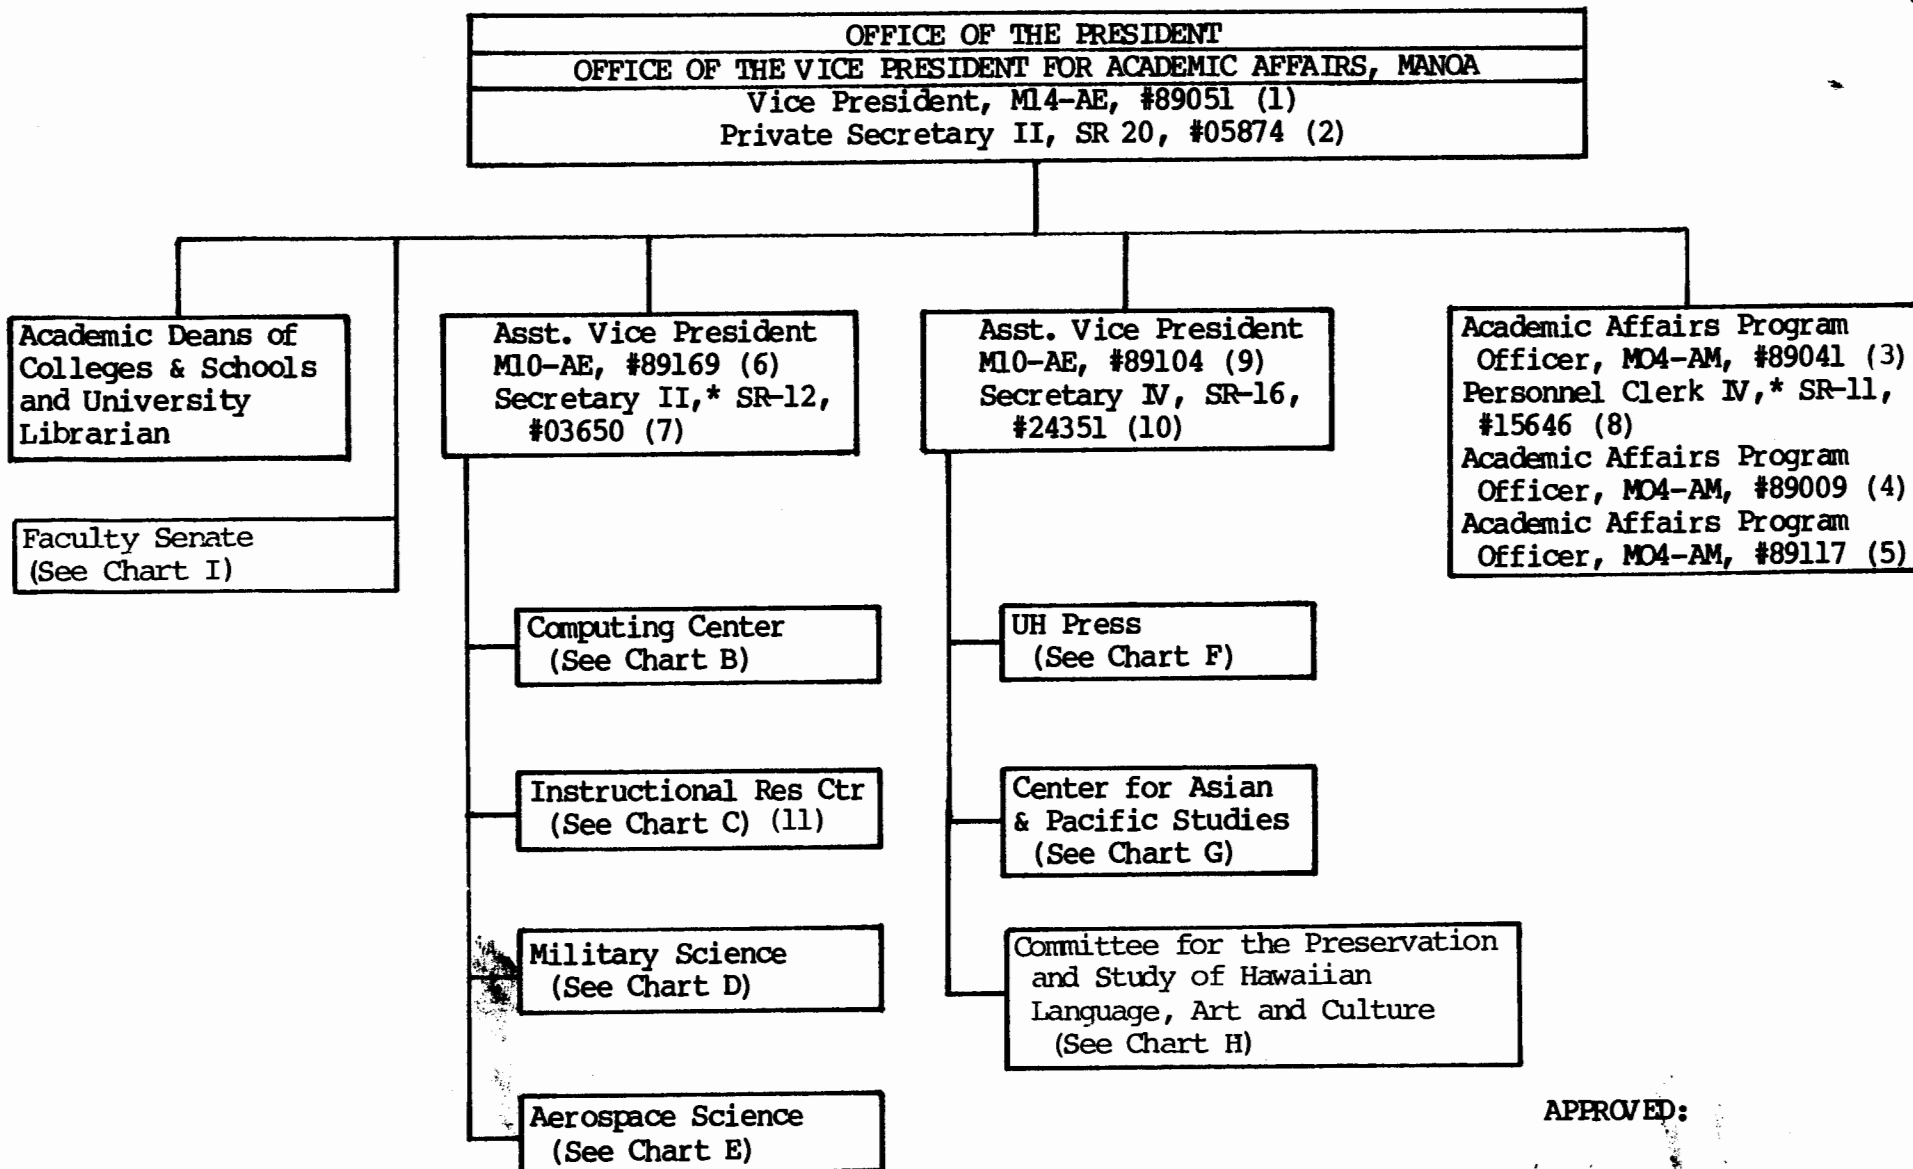 OFFICE OF THE PRESIDENT
OFFICE OF THE VICE PRESIDENT FOR ACADEMIC AFFAIRS, MANOA
Vice President, M14-AE, #89051 (1)
Private Secretary II, SR 20, #05874 (2)
Academic Deans of
Colleges & Schools
and University
Librarian
Faculty Senate
(See Chart I)
Asst. Vice President
M10-AE, #89169 (6)
Secretary II,* SR-12,
#03650 (7)
Computing Center
(See Chart B)
Instructional Res Ctr
(See Chart C) (11)
Military Science
(See Chart D)
Aerospace Science
(See Chart E)
Asst. Vice President
M10-AE, #89104 (9)
Secretary IV, SR-16,
#24351 (10)
UH Press
(See Chart F)
Center for Asian
& Pacific Studies
(See Chart G)
Committee for the Preservation
and Study of Hawaiian
Language, Art and Culture
(See Chart H)
Academic Affairs Program
Officer, MO4-AM, #89041 (3)
Personnel Clerk IV,* SR-11,
#15646 (8)
Academic Affairs Program
Officer, MO4-AM, #89009 (4)
Academic Affairs Program
Officer, MO4-AM, #89117 (5)
APPROVED: